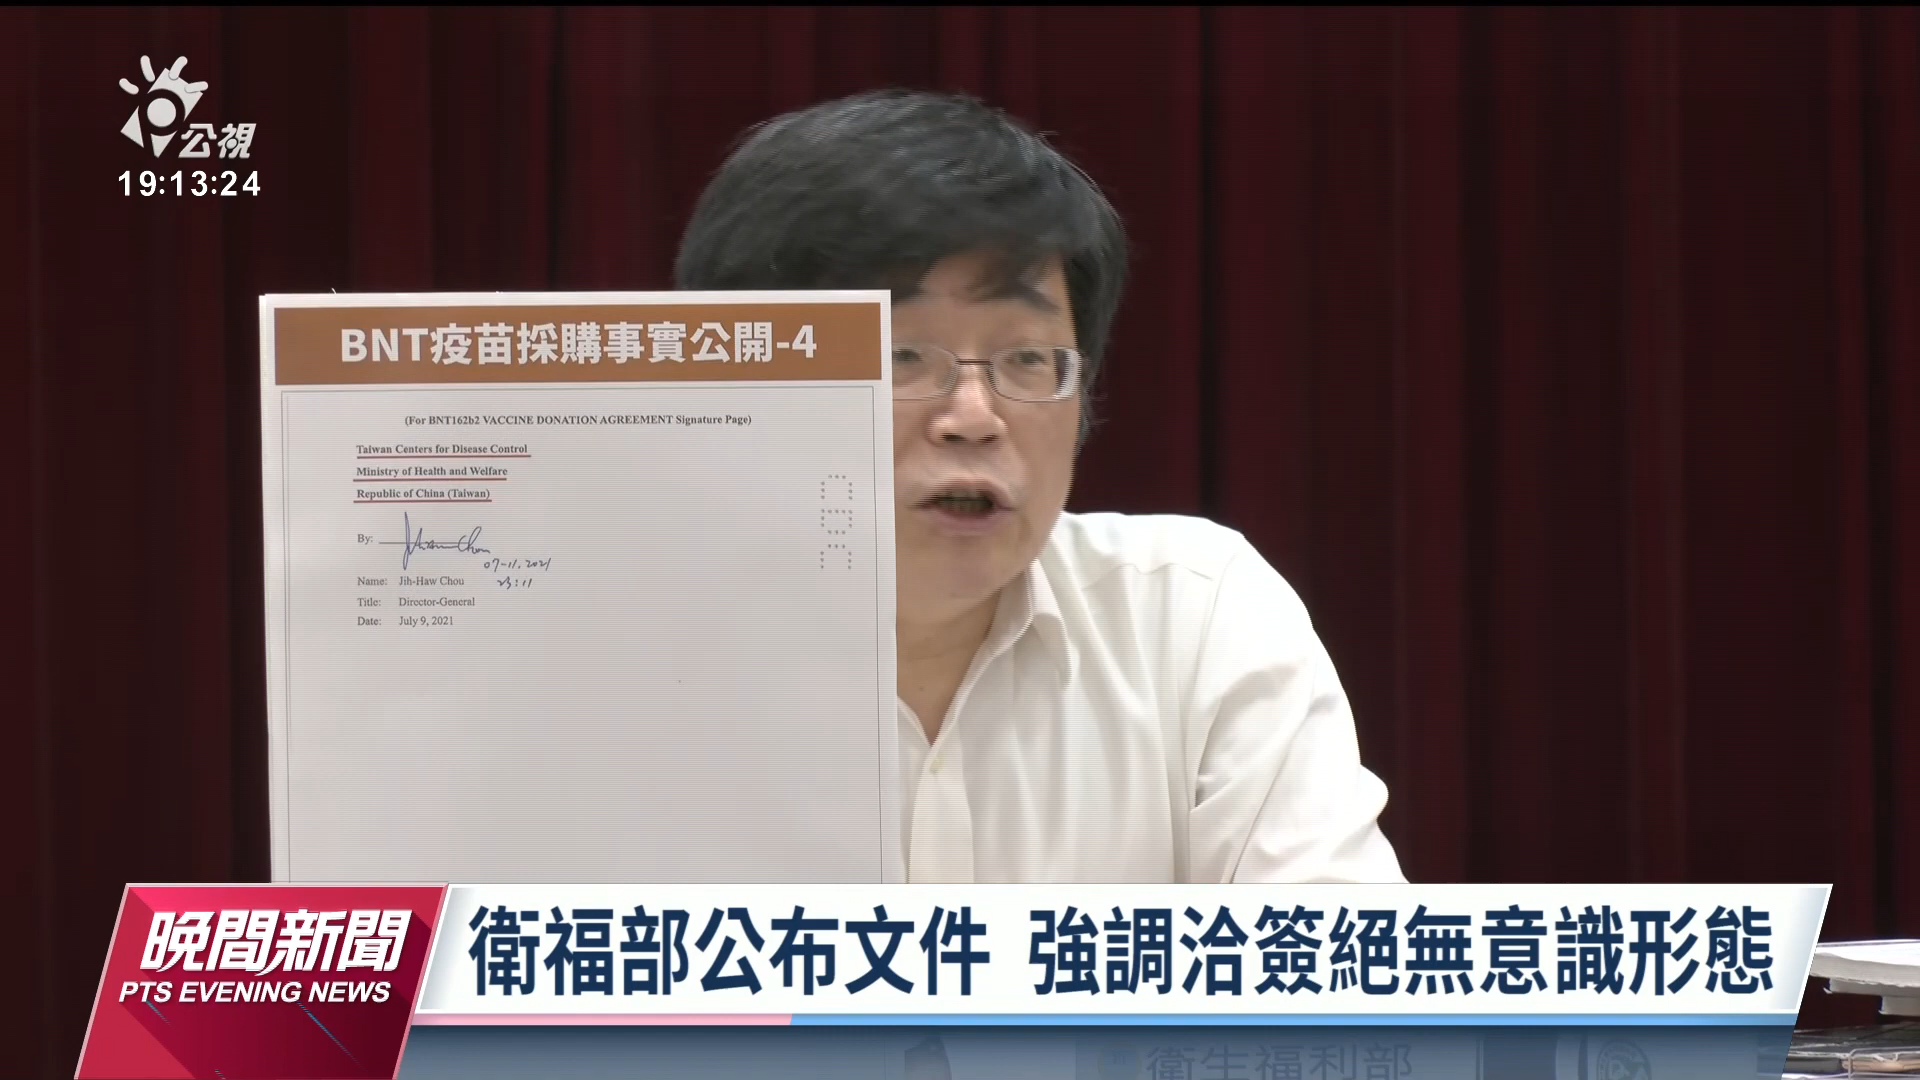 公視
19:13:24
BNT疫苗採購事實公開-4
(For BNT162b2 VACCINE DONATION AGREEMENT Signature Page)
Taiwan Centers for Disease Control
Ministry of Health and Welfare
Republic of China (Taiwan)
By:
07-11.2021
23:11
Name: Jih-Haw Chou
Title: Director-General
Date: July 9, 2021
晚間新聞
PTS EVENING NEWS
衛福部公布文件 強調洽簽絕無意識形態
衛生福利部